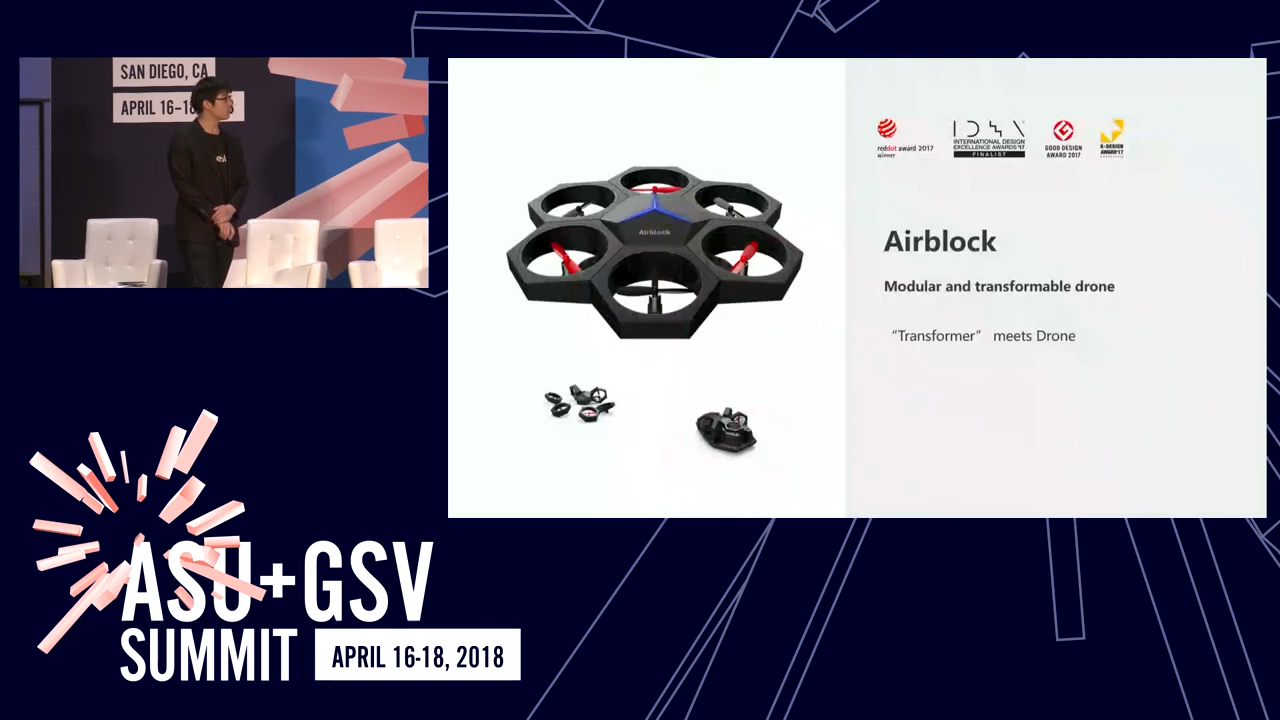 SAN DIEGO, CA
APRIL 16-18
reddot award 2017
winner
INTERNATIONAL DESIGN
EXCELLENCE AWARDS '17
FINALIST
GOOD DESIGN
AWARD 2017
K-DESIGN
AWARD'17
Airblock
Airblock
Modular and transformable drone
“Transformer” meets Drone
ASU+GSV
SUMMIT
APRIL 16-18, 2018